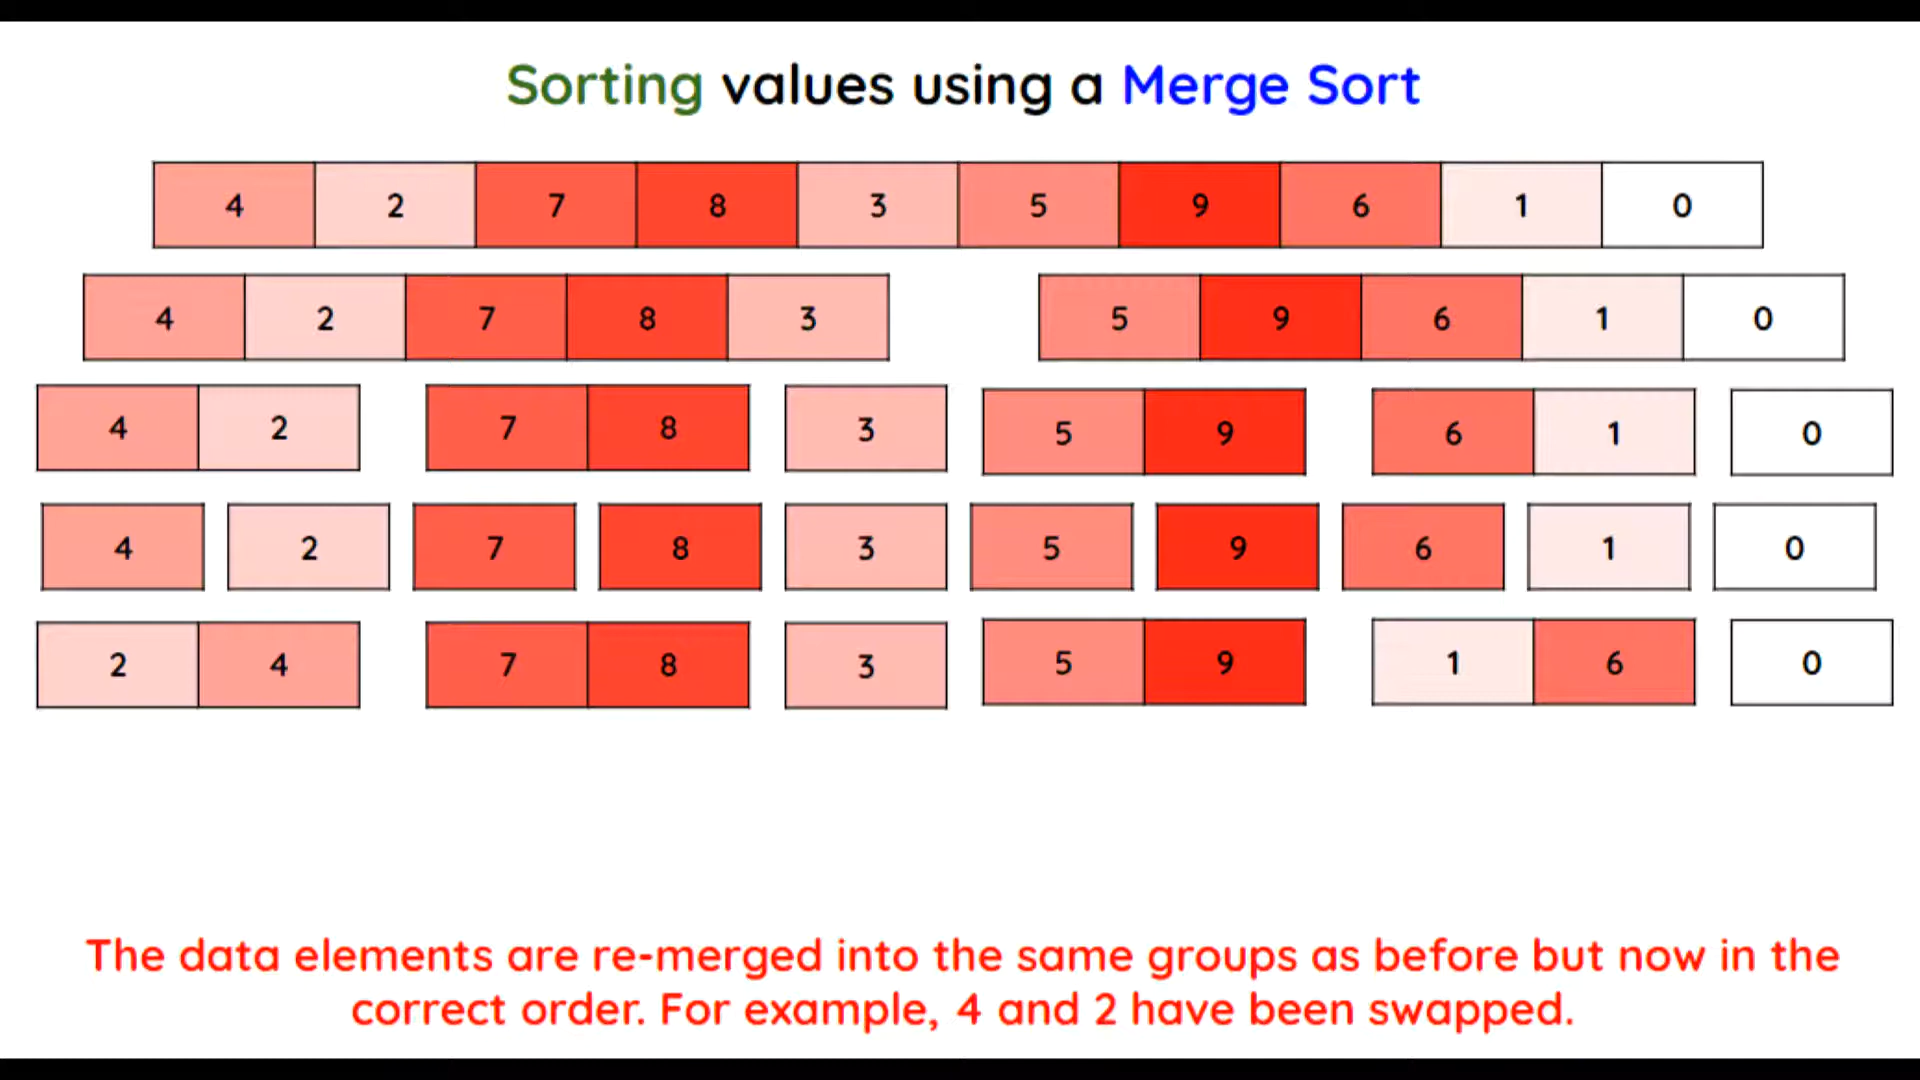 Sorting values using a Merge Sort
4 2 7 8 3 5 9 6 1 0
4 2 7 8 3 5 9 6 1 0
4 2 7 8 3 5 9 6 1 0
4 2 7 8 3 5 9 6 1 0
2 4 7 8 3 5 9 1 6 0
The data elements are re-merged into the same groups as before but now in the
correct order. For example, 4 and 2 have been swapped.